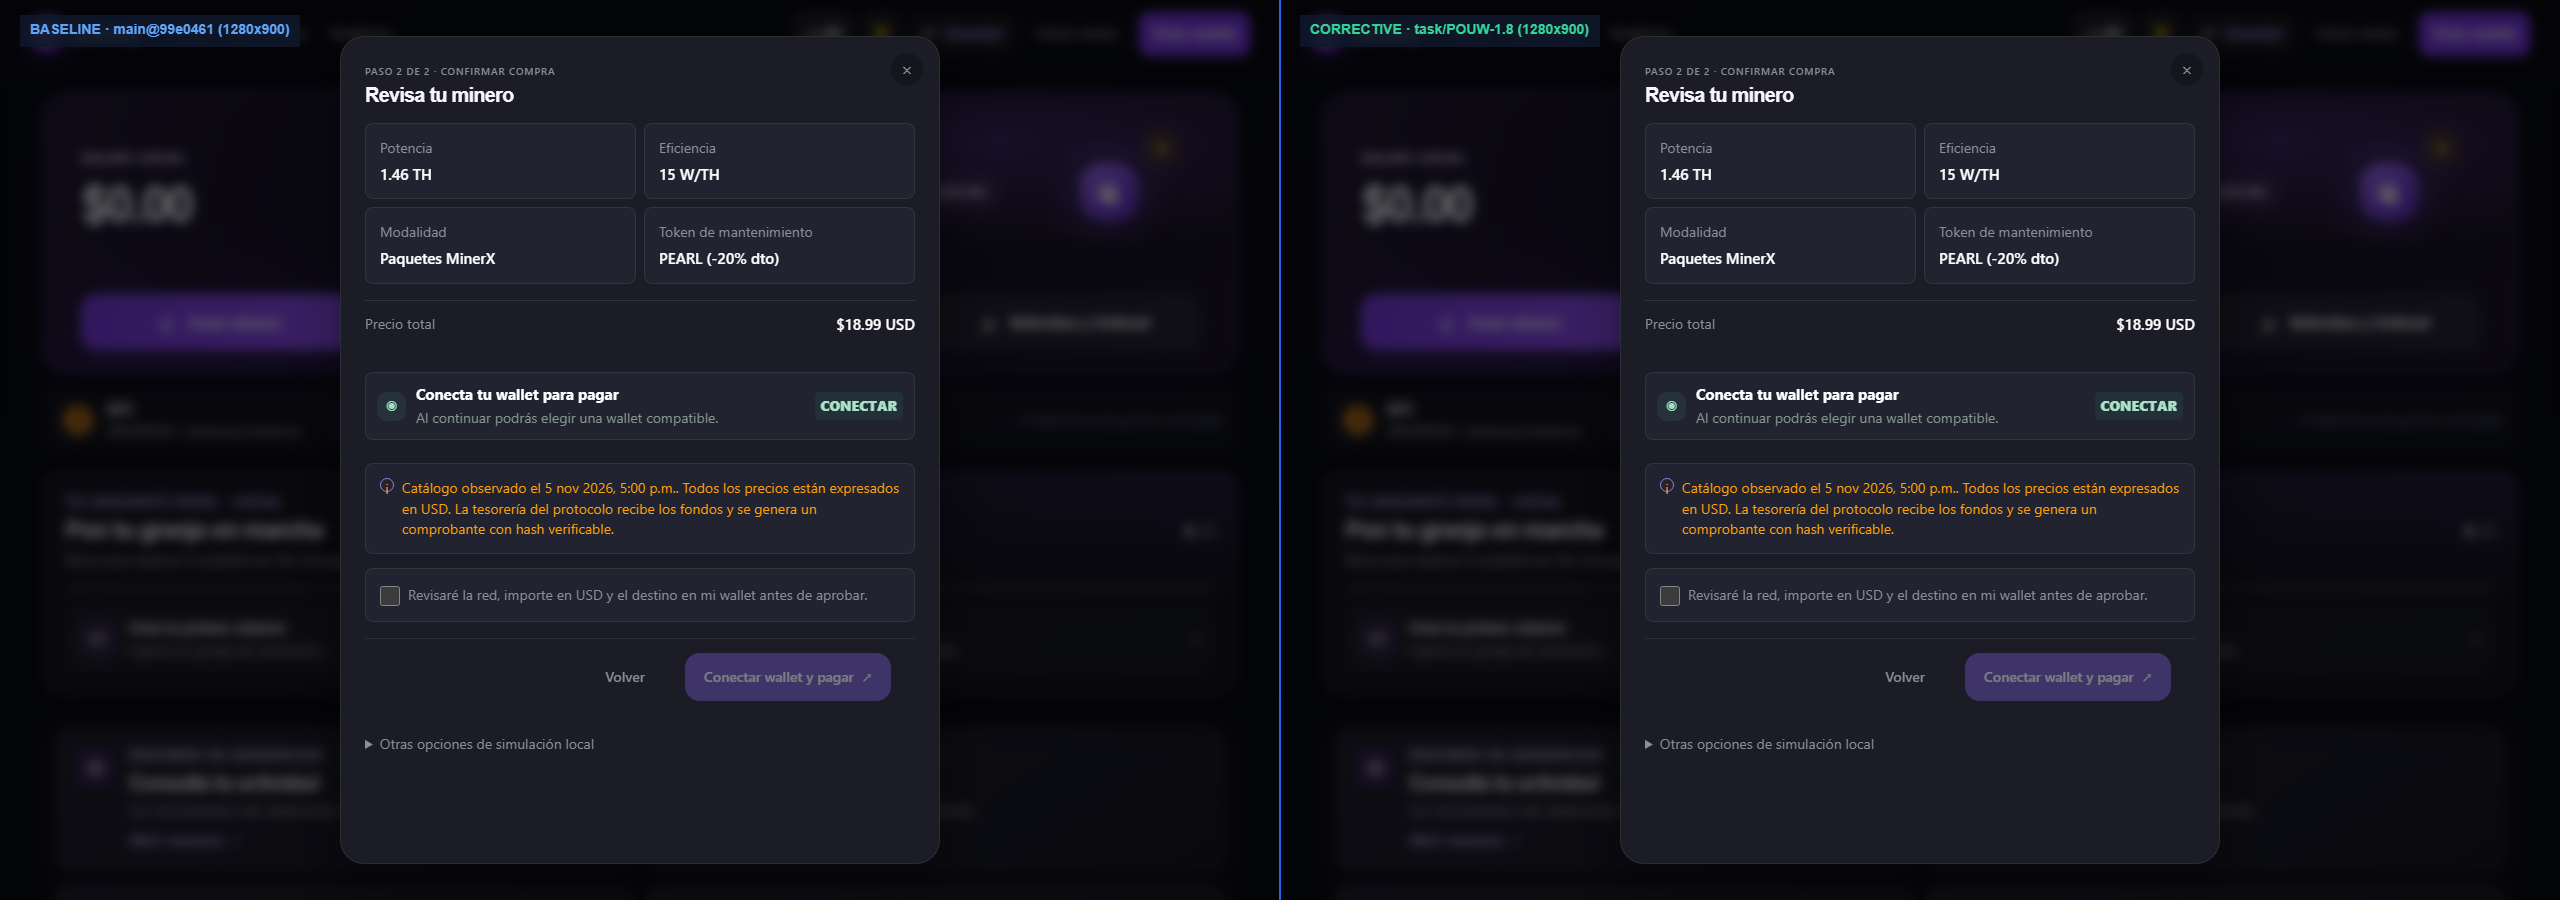 BASELINE · main@99e0461 (1280x900)
PASO 2 DE 2 · CONFIRMAR COMPRA
×
Revisa tu minero
Potencia
1.46 TH
Eficiencia
15 W/TH
Modalidad
Paquetes MinerX
Token de mantenimiento
PEARL (-20% dto)
Precio total
$18.99 USD
Conecta tu wallet para pagar
Al continuar podrás elegir una wallet compatible.
CONECTAR
Catálogo observado el 5 nov 2026, 5:00 p.m.. Todos los precios están expresados
en USD. La tesorería del protocolo recibe los fondos y se genera un
comprobante con hash verificable.
Revisaré la red, importe en USD y el destino en mi wallet antes de aprobar.
Volver
Conectar wallet y pagar ↗
▶ Otras opciones de simulación local
$0.00
CORRECTIVE · task/POUW-1.8 (1280x900)
PASO 2 DE 2 · CONFIRMAR COMPRA
×
Revisa tu minero
Potencia
1.46 TH
Eficiencia
15 W/TH
Modalidad
Paquetes MinerX
Token de mantenimiento
PEARL (-20% dto)
Precio total
$18.99 USD
Conecta tu wallet para pagar
Al continuar podrás elegir una wallet compatible.
CONECTAR
Catálogo observado el 5 nov 2026, 5:00 p.m.. Todos los precios están expresados
en USD. La tesorería del protocolo recibe los fondos y se genera un
comprobante con hash verificable.
Revisaré la red, importe en USD y el destino en mi wallet antes de aprobar.
Volver
Conectar wallet y pagar ↗
▶ Otras opciones de simulación local
$0.00